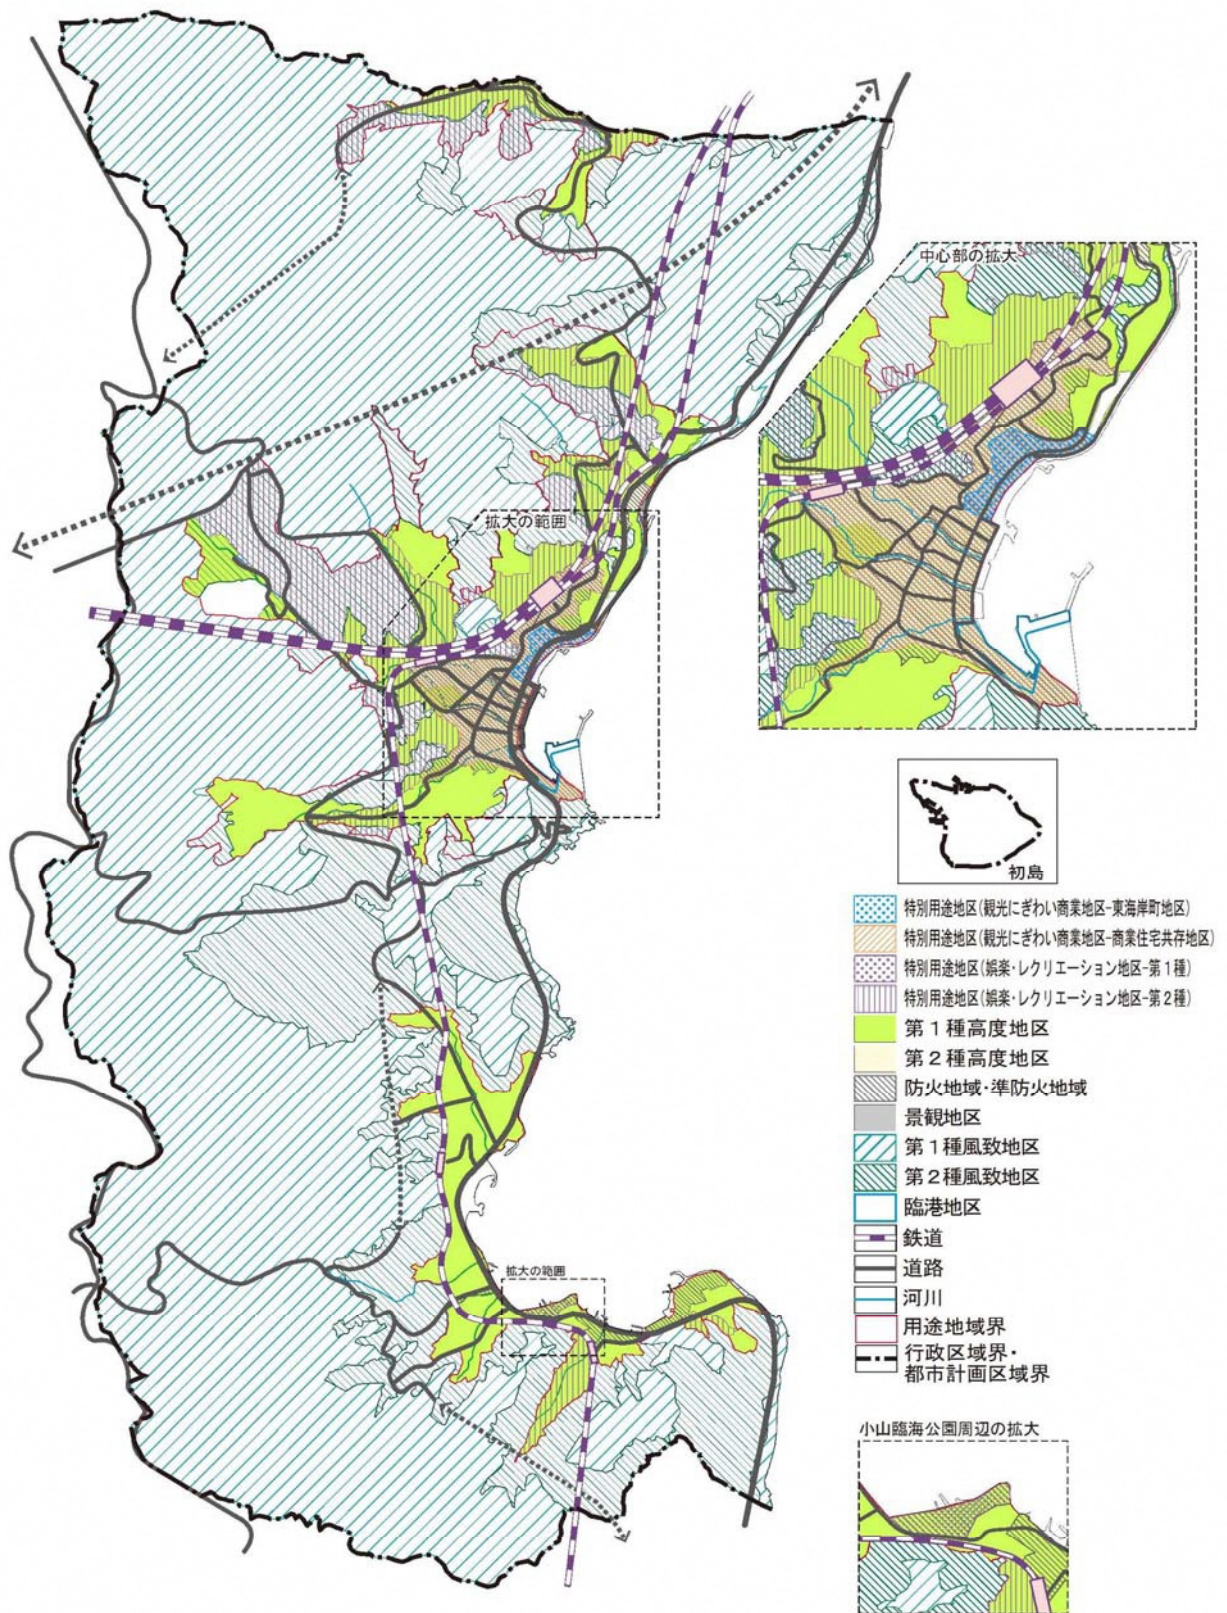 中心部の拡大
拡大の範囲
初島
特別用途地区(観光にぎわい商業地区-東海岸町地区)
特別用途地区(観光にぎわい商業地区-商業住宅共存地区)
特別用途地区(娯楽・レクリエーション地区-第1種)
特別用途地区(娯楽・レクリエーション地区-第2種)
第1種高度地区
第2種高度地区
防火地域・準防火地域
景観地区
第1種風致地区
第2種風致地区
臨港地区
鉄道
道路
河川
用途地域界
行政区域界・
都市計画区域界
拡大の範囲
小山臨海公園周辺の拡大